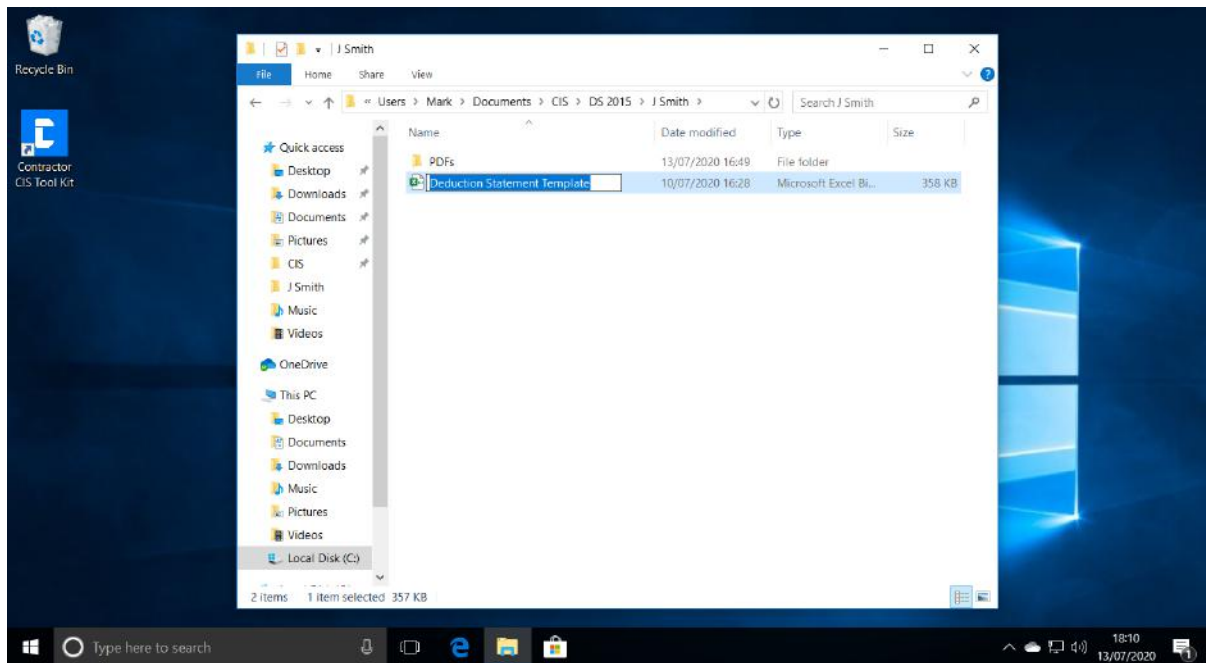 Recycle Bin
Contractor
CIS Tool Kit
J Smith
File Home Share View
« Users > Mark > Documents > CIS > DS 2015 > J Smith >
Search J Smith
Name Date modified Type Size
PDFs 13/07/2020 16:49 File folder
Deduction Statement Template 10/07/2020 16:28 Microsoft Excel Bi... 358 KB
Quick access
Desktop
Downloads
Documents
Pictures
CIS
J Smith
Music
Videos
OneDrive
This PC
Desktop
Documents
Downloads
Music
Pictures
Videos
Local Disk (C:)
2 items 1 item selected 357 KB
Type here to search
18:10
13/07/2020
1